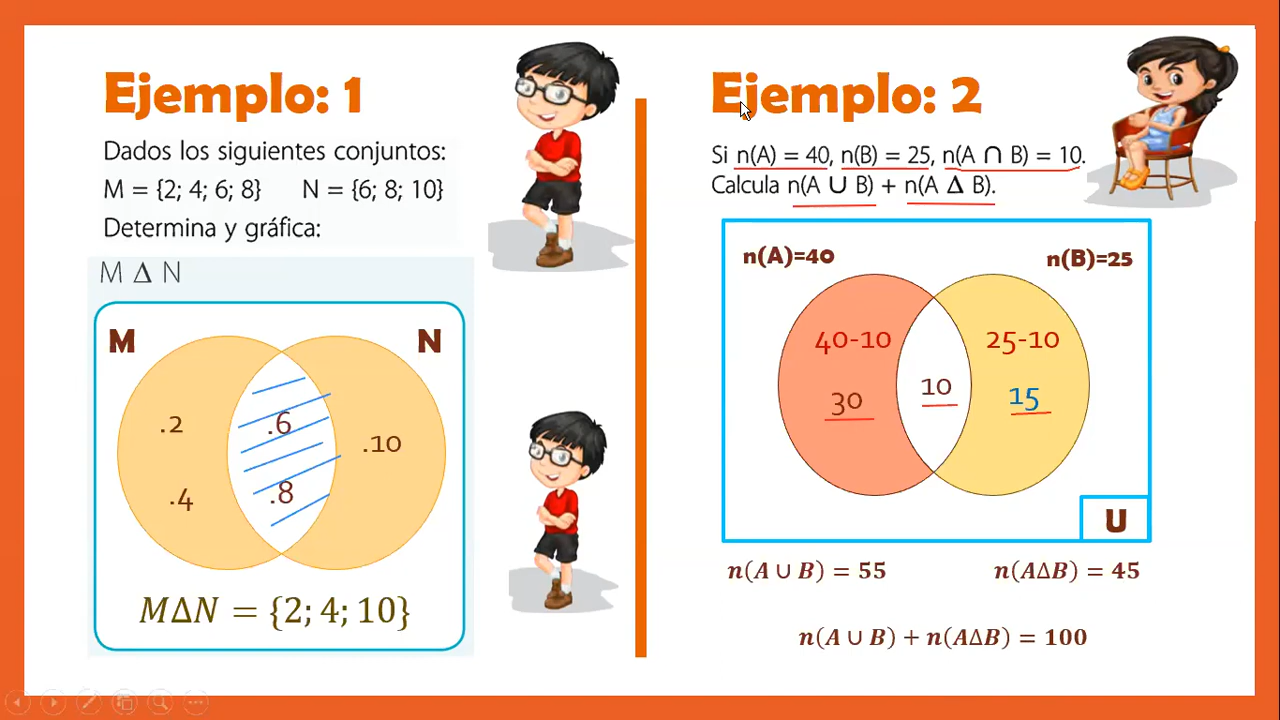 Ejemplo: 1
Dados los siguientes conjuntos:
M = {2; 4; 6; 8} N = {6; 8; 10}
Determina y gráfica:
M Δ N
M N
.2 .6 .10
.4 .8
MΔN = {2; 4; 10}
Ejemplo: 2
Si n(A) = 40, n(B) = 25, n(A ∩ B) = 10.
Calcula n(A ∪ B) + n(A Δ B).
n(A)=40 n(B)=25
40-10 25-10
30 10 15
U
n(A ∪ B) = 55 n(AΔB) = 45
n(A ∪ B) + n(AΔB) = 100